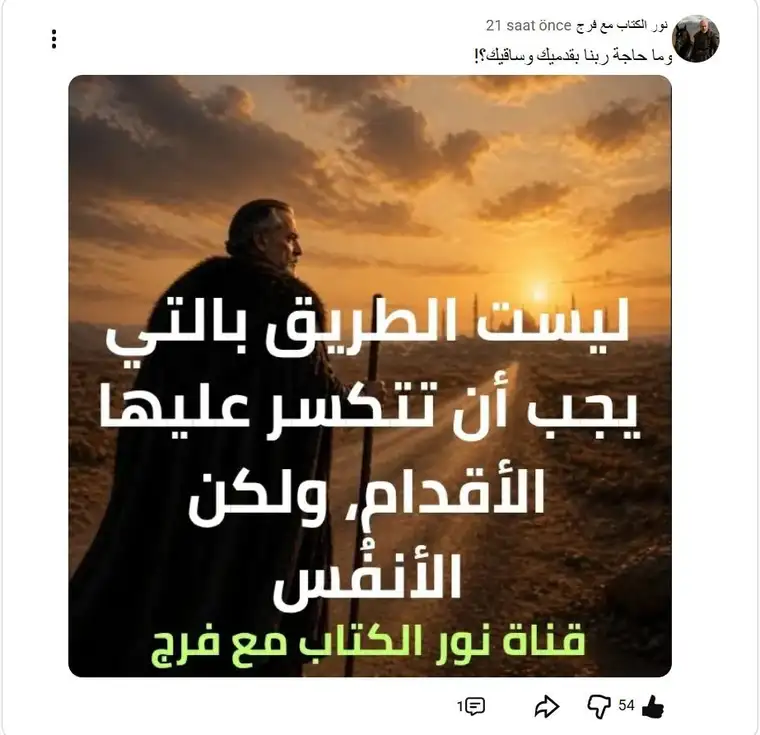 نور الكتاب مع فرج 21 saat önce
وما حاجة ربنا بقدميك وساقيك؟!
ليست الطريق بالتي
يجب أن تتكسر عليها
الأقدام, ولكن
الأنفُس
قناة نور الكتاب مع فرج
54
1